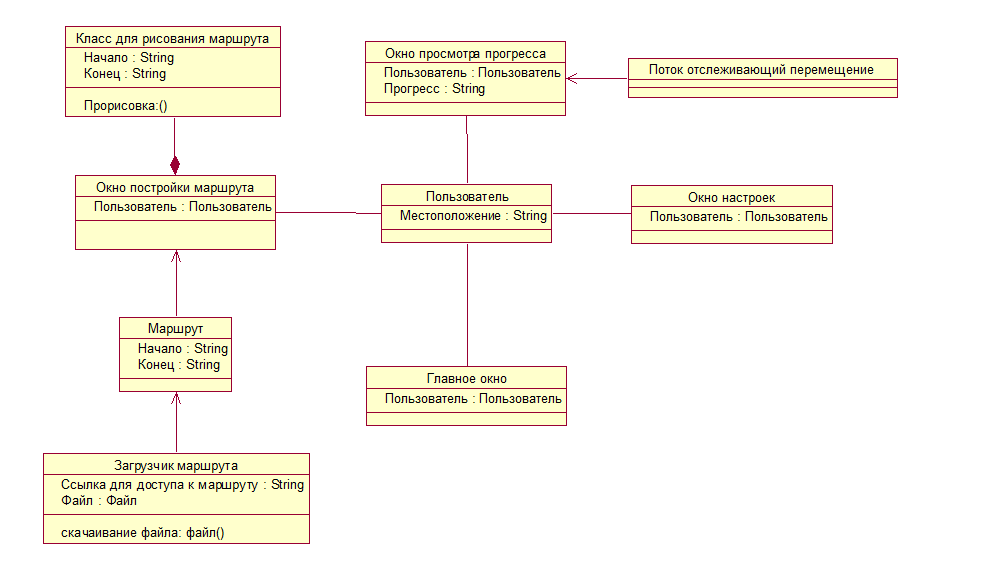 Класс для рисования маршрута
Начало : String
Конец : String
Прорисовка:()
Окно просмотра прогресса
Пользователь : Пользователь
Прогресс : String
Поток отслеживающий перемещение
Окно постройки маршрута
Пользователь : Пользователь
Пользователь
Местоположение : String
Окно настроек
Пользователь : Пользователь
Маршрут
Начало : String
Конец : String
Главное окно
Пользователь : Пользователь
Загрузчик маршрута
Ссылка для доступа к маршруту : String
Файл : Файл
скачаивание файла: файл()